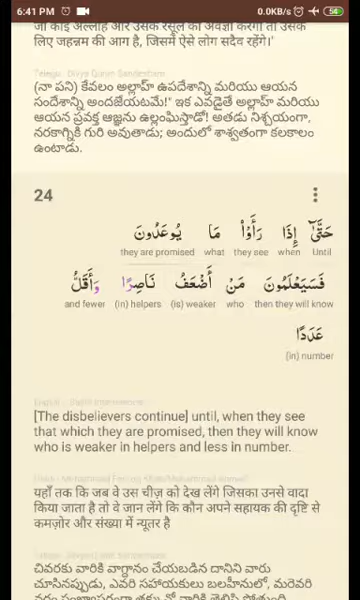 6:41 PM
0.0KB/s
जो कोई अल्लाह और उसके रसूल की अवज्ञा करेगा तो उसके
लिए जहन्नम की आग है, जिसमें ऐसे लोग सदैव रहेंगे।'
Telugu - Divya Quran Sandesham
(నా పని) కేవలం అల్లాహ్ ఉపదేశాన్ని మరియు ఆయన
సందేశాన్ని అందజేయటమే!" ఇక ఎవడైతే అల్లాహ్ మరియు
ఆయన ప్రవక్త ఆజ్ఞను ఉల్లంఘిస్తాడో! అతడు నిశ్చయంగా,
నరకాగ్నికి గురి అవుతాడు; అందులో శాశ్వతంగా కలకాలం
ఉంటాడు.
24
حَتَّىٰٓ إِذَا رَأَوْا۟ مَا يُوعَدُونَ
they are promised what they see when Until
فَسَيَعْلَمُونَ مَنْ أَضْعَفُ نَاصِرًا وَأَقَلُّ
and fewer (in) helpers (is) weaker who then they will know
عَدَدًا
(in) number
[The disbelievers continue] until, when they see
that which they are promised, then they will know
who is weaker in helpers and less in number.
यहाँ तक कि जब वे उस चीज़ को देख लेंगे जिसका उनसे वादा
किया जाता है तो वे जान लेंगे कि कौन अपने सहायक की दृष्टि से
कमज़ोर और संख्या में न्यूतर है
చివరకు వారికి వాగ్దానం చేయబడిన దానిని వారు
చూసినప్పుడు, ఎవరి సహాయకులు బలహీనులో, మరెవరి